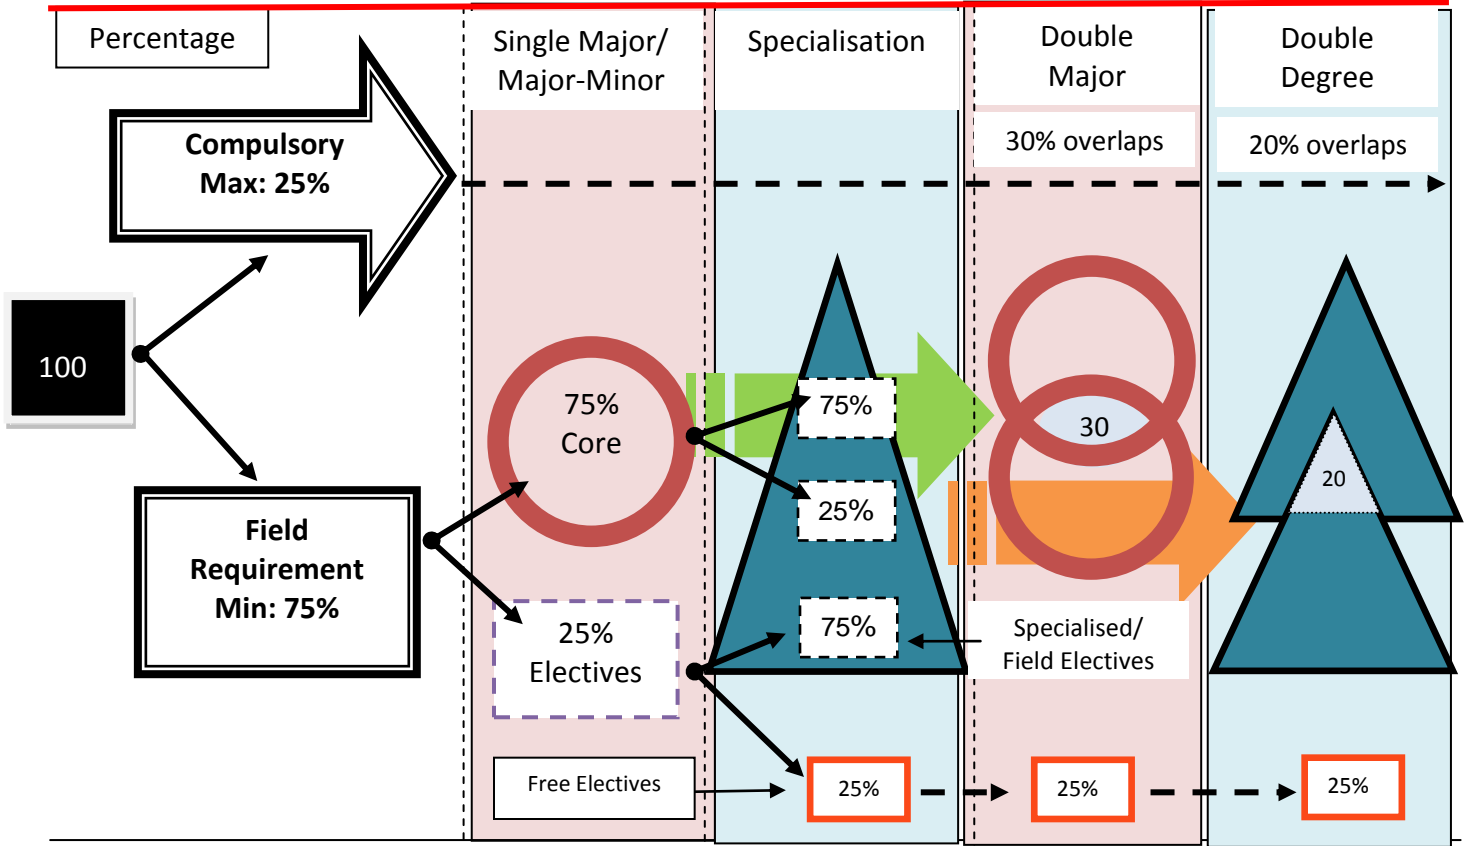 Percentage
Single Major/
Major-Minor
Specialisation
Double
Major
Double
Degree
30% overlaps
20% overlaps
Compulsory
Max: 25%
100
Field
Requirement
Min: 75%
75%
Core
25%
Electives
75%
25%
75%
30
20
Specialised/
Field Electives
Free Electives
25%
25%
25%